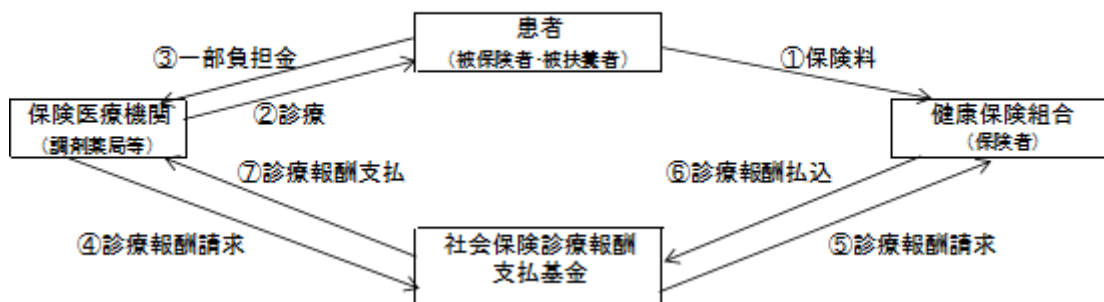 患者
(被保険者・被扶養者)
③一部負担金
①保険料
保険医療機関
(調剤薬局等)
②診療
健康保険組合
(保険者)
⑦診療報酬支払
⑥診療報酬払込
④診療報酬請求
社会保険診療報酬
支払基金
⑤診療報酬請求